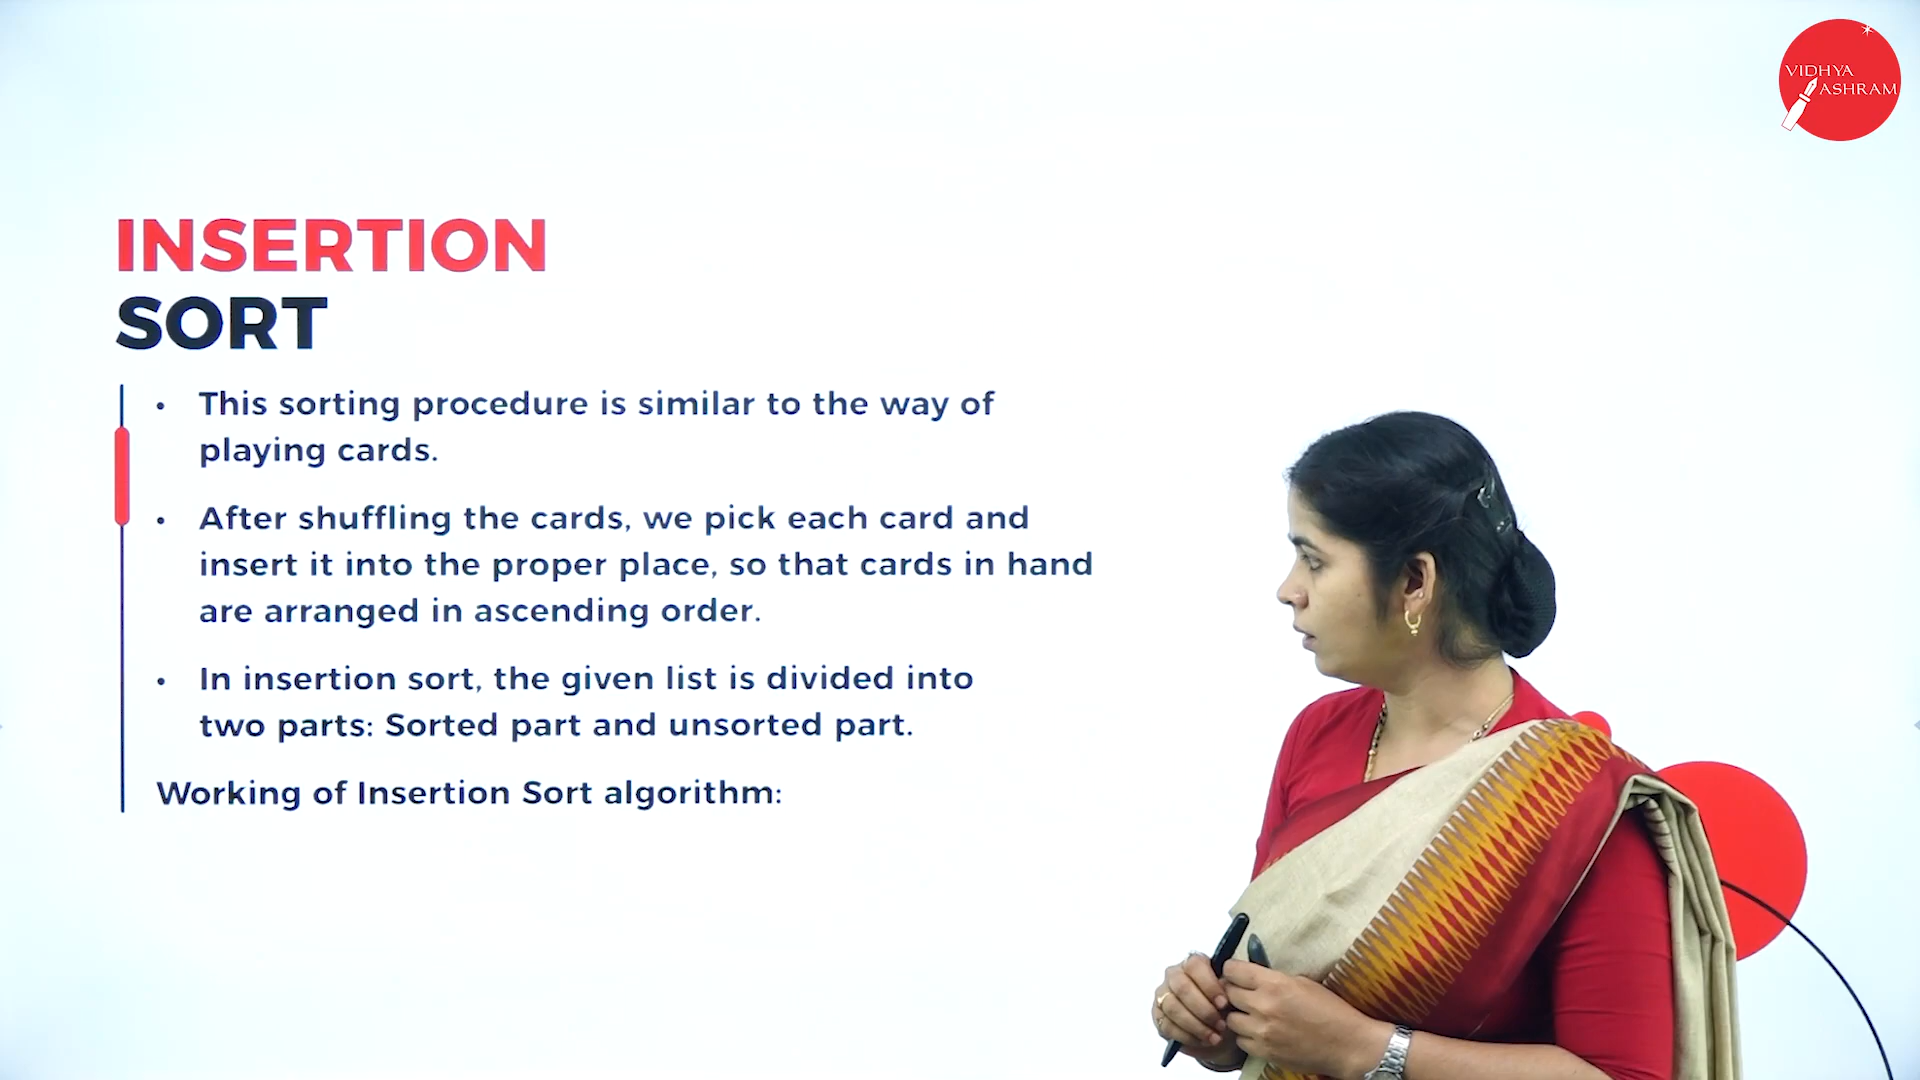 VIDHYA
ASHRAM
INSERTION
SORT
• This sorting procedure is similar to the way of
playing cards.
• After shuffling the cards, we pick each card and
insert it into the proper place, so that cards in hand
are arranged in ascending order.
• In insertion sort, the given list is divided into
two parts: Sorted part and unsorted part.
Working of Insertion Sort algorithm: